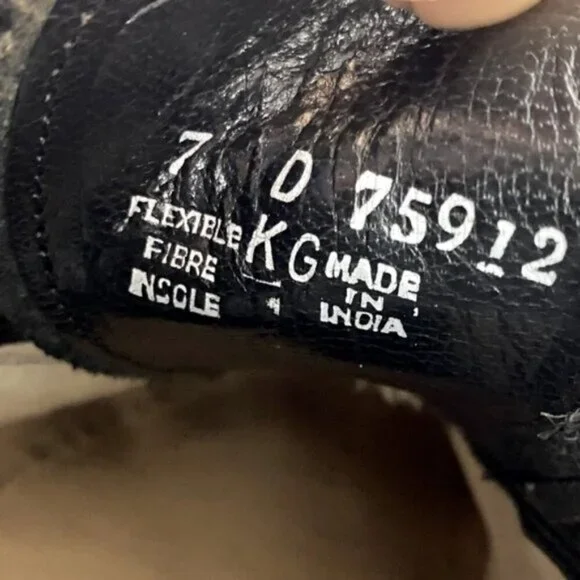 7 D 75912
FLEXIBLE
FIBRE
INSOLE
KG
MADE
IN
INDIA